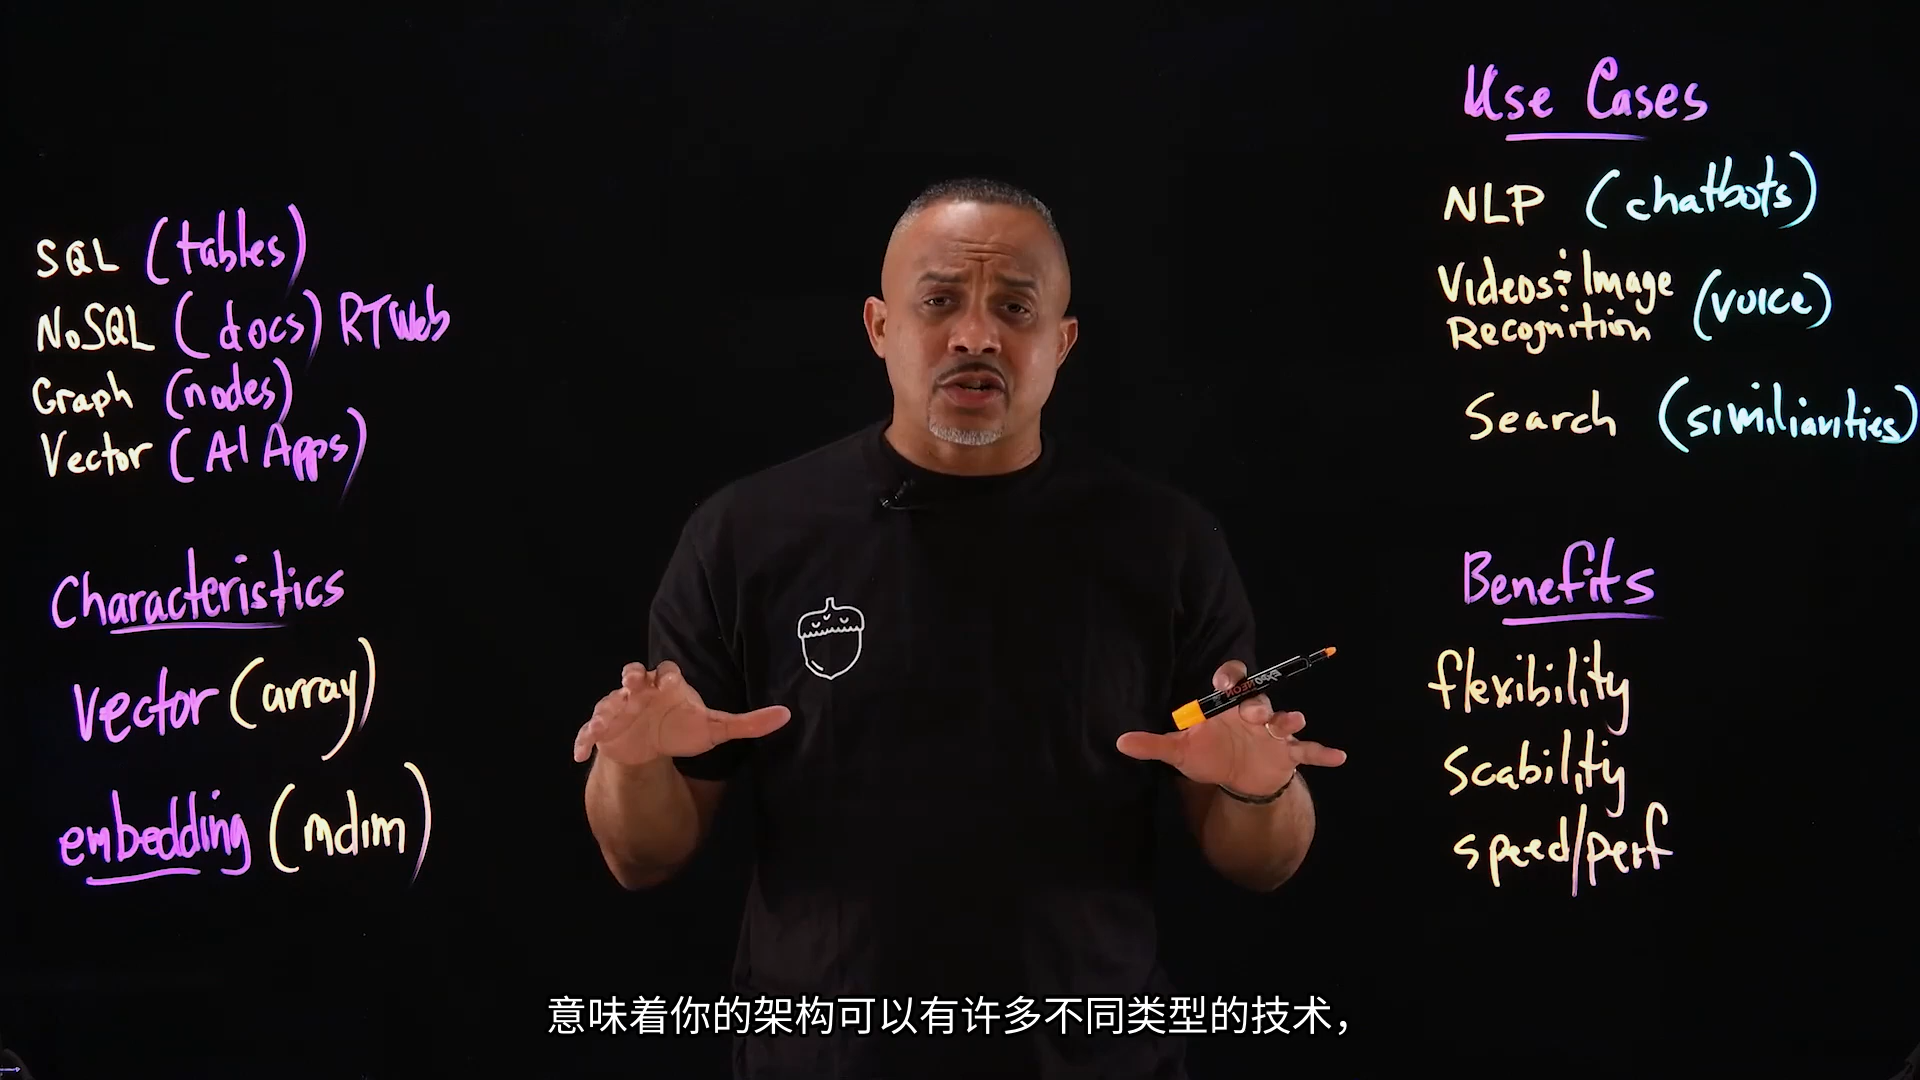 SQL (tables)
NoSQL (docs) RTWeb
Graph (nodes)
Vector (AI Apps)
Characteristics
Vector (array)
embedding (mdim)
Use Cases
NLP (chatbots)
Videos & Image
Recognition (voice)
Search (similiarities)
Benefits
flexibility
Scability
speed/perf
EXPO NEON
意味着你的架构可以有许多不同类型的技术，